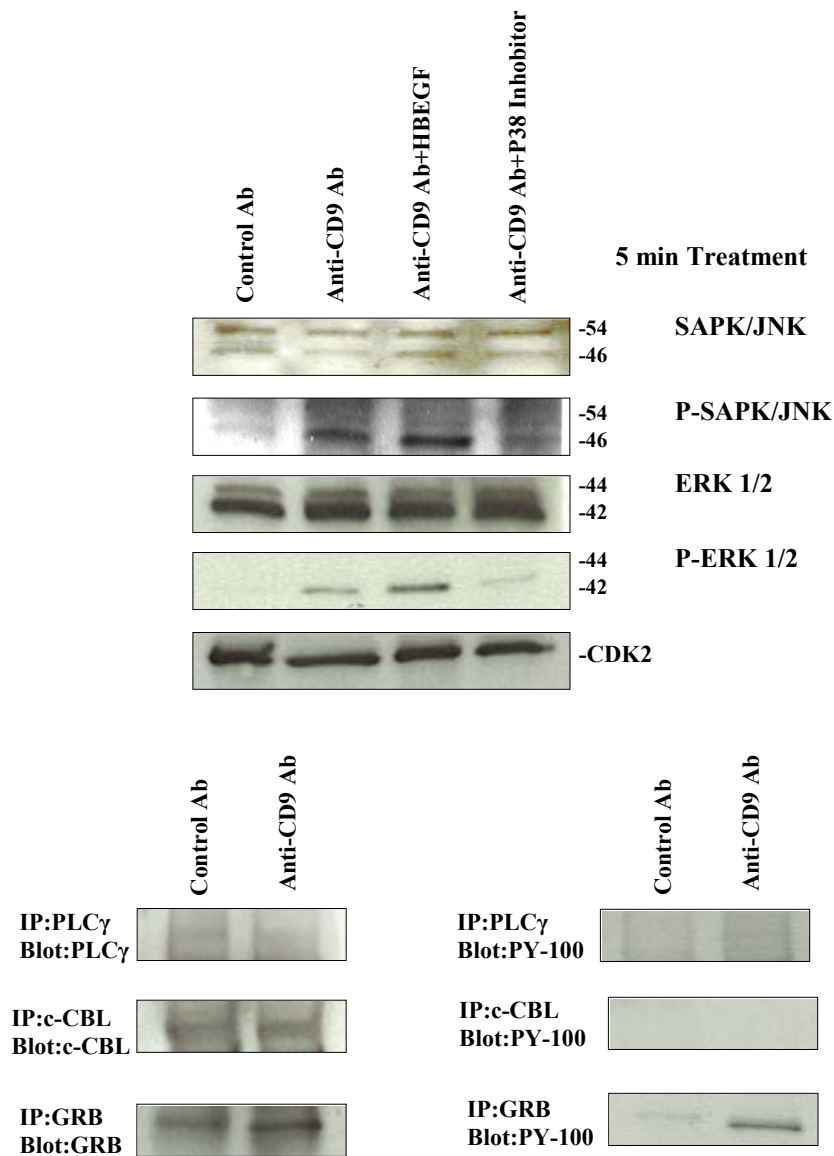 Control Ab
Anti-CD9 Ab
Anti-CD9 Ab+HBEGF
Anti-CD9 Ab+P38 Inhobitor
5 min Treatment
-54
-46
SAPK/JNK
-54
-46
P-SAPK/JNK
-44
-42
ERK 1/2
-44
-42
P-ERK 1/2
-CDK2
Control Ab
Anti-CD9 Ab
IP:PLCγ
Blot:PLCγ
IP:c-CBL
Blot:c-CBL
IP:GRB
Blot:GRB
Control Ab
Anti-CD9 Ab
IP:PLCγ
Blot:PY-100
IP:c-CBL
Blot:PY-100
IP:GRB
Blot:PY-100